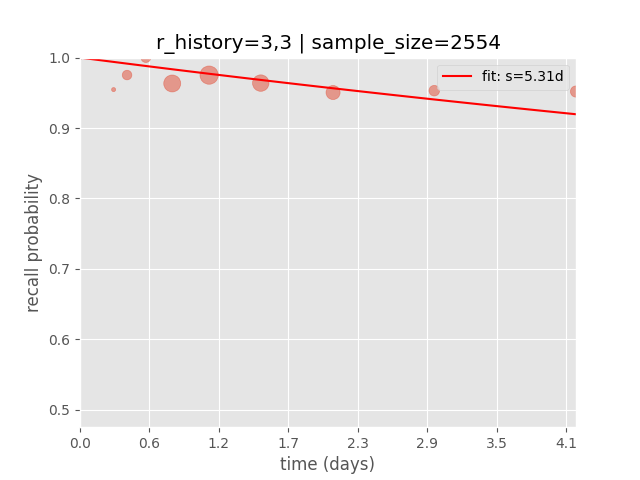 r_history=3,3 | sample_size=2554
fit: s=5.31d
recall probability
1.0
0.9
0.8
0.7
0.6
0.5
0.0 0.6 1.2 1.7 2.3 2.9 3.5 4.1
time (days)